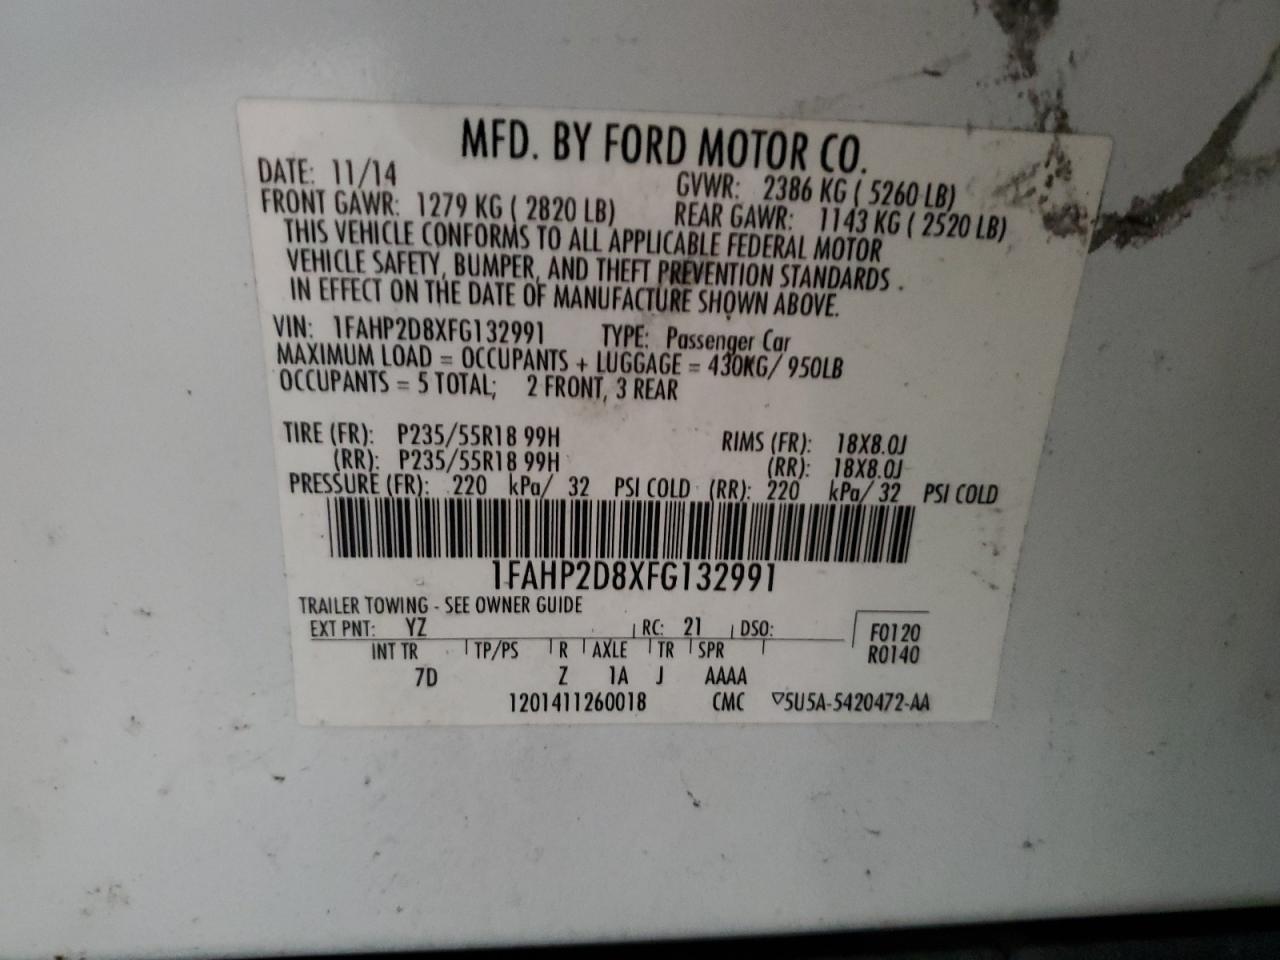 MFD. BY FORD MOTOR CO.
DATE: 11/14 GVWR: 2386 KG ( 5260 LB)
FRONT GAWR: 1279 KG ( 2820 LB) REAR GAWR: 1143 KG ( 2520 LB)
THIS VEHICLE CONFORMS TO ALL APPLICABLE FEDERAL MOTOR
VEHICLE SAFETY, BUMPER, AND THEFT PREVENTION STANDARDS .
IN EFFECT ON THE DATE OF MANUFACTURE SHOWN ABOVE.
VIN: 1FAHP2D8XFG132991 TYPE: Passenger Car
MAXIMUM LOAD = OCCUPANTS + LUGGAGE = 430KG/ 950LB
OCCUPANTS = 5 TOTAL; 2 FRONT, 3 REAR
TIRE (FR): P235/55R18 99H RIMS (FR): 18X8.0J
(RR): P235/55R18 99H (RR): 18X8.0J
PRESSURE (FR): 220 kPa/ 32 PSI COLD (RR): 220 kPa/ 32 PSI COLD
1FAHP2D8XFG132991
TRAILER TOWING - SEE OWNER GUIDE
EXT PNT: YZ RC: 21 DSO: F0120
INT TR TP/PS R AXLE TR SPR R0140
7D Z 1A J AAAA
1201411260018 CMC ▽5U5A-5420472-AA